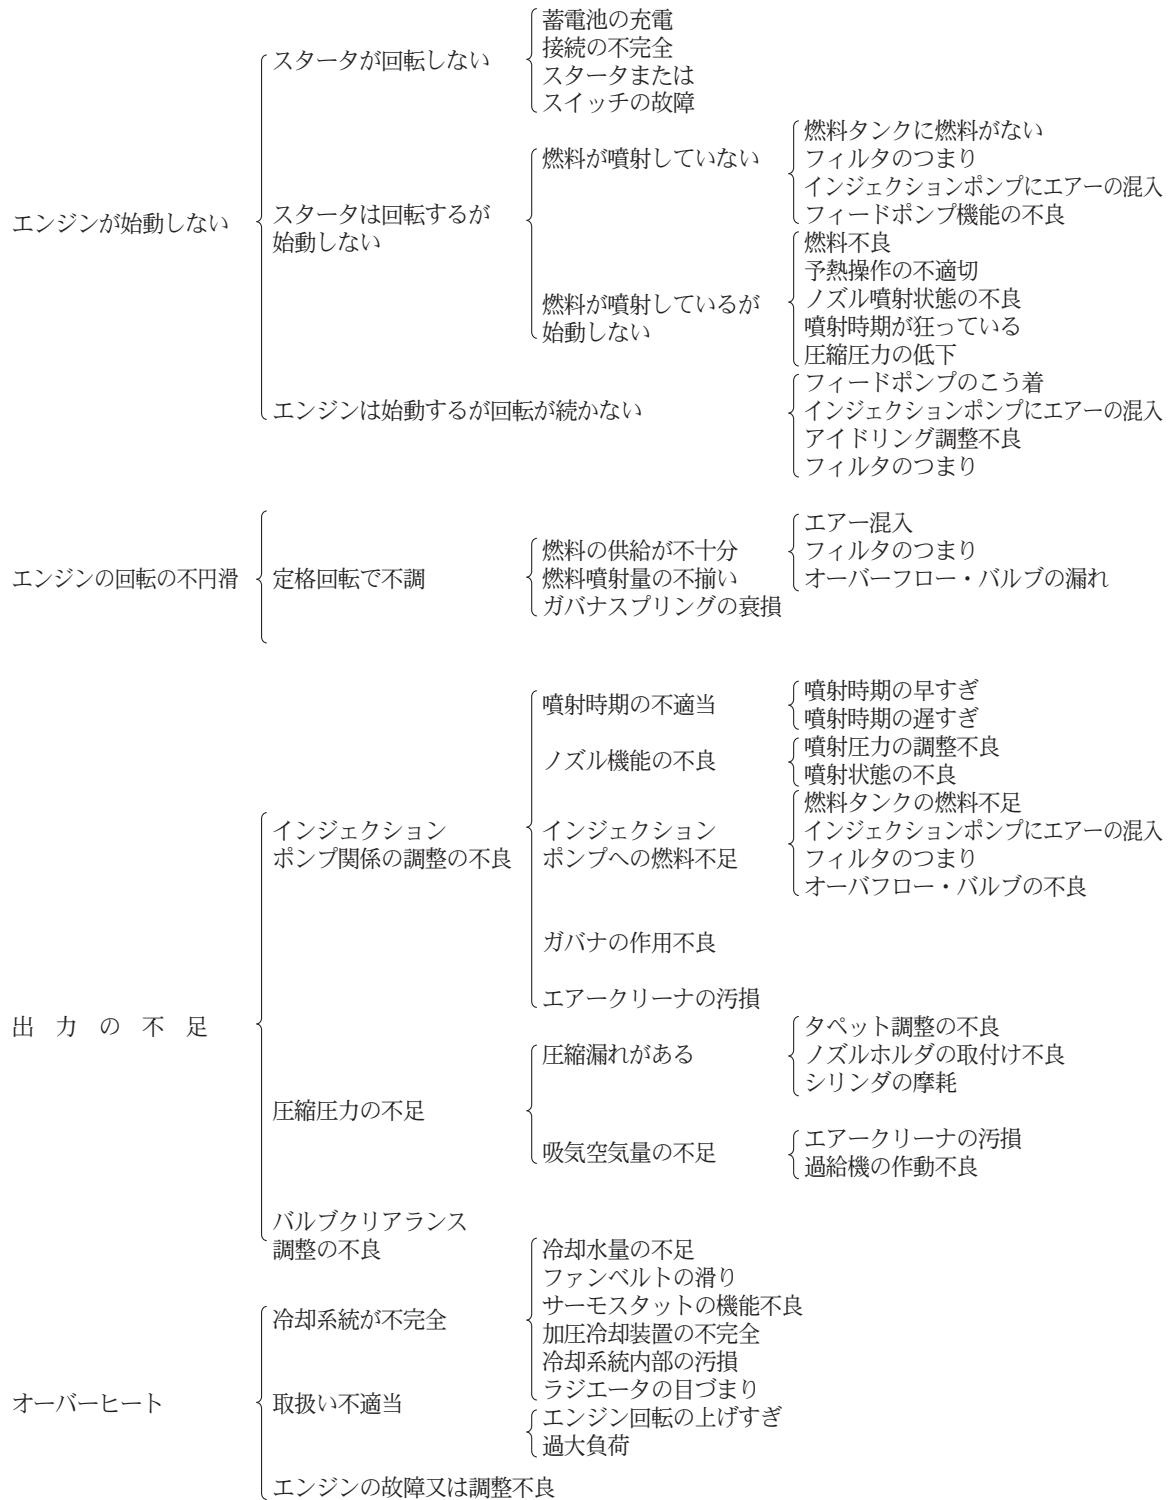 エンジンが始動しない
スタータが回転しない
蓄電池の充電
接続の不完全
スタータまたは
スイッチの故障
スタータは回転するが
始動しない
燃料が噴射していない
燃料タンクに燃料がない
フィルタのつまり
インジェクションポンプにエアーの混入
フィードポンプ機能の不良
燃料が噴射しているが
始動しない
燃料不良
予熱操作の不適切
ノズル噴射状態の不良
噴射時期が狂っている
圧縮圧力の低下
エンジンは始動するが回転が続かない
フィードポンプのこう着
インジェクションポンプにエアーの混入
アイドリング調整不良
フィルタのつまり
エンジンの回転の不円滑
定格回転で不調
燃料の供給が不十分
エアー混入
フィルタのつまり
オーバーフロー・バルブの漏れ
燃料噴射量の不揃い
ガバナスプリングの衰損
出力の不足
インジェクション
ポンプ関係の調整の不良
噴射時期の不適当
噴射時期の早すぎ
噴射時期の遅すぎ
ノズル機能の不良
噴射圧力の調整不良
噴射状態の不良
インジェクション
ポンプへの燃料不足
燃料タンクの燃料不足
インジェクションポンプにエアーの混入
フィルタのつまり
オーバフロー・バルブの不良
ガバナの作用不良
エアークリーナの汚損
圧縮圧力の不足
圧縮漏れがある
タペット調整の不良
ノズルホルダの取付け不良
シリンダの摩耗
吸気空気量の不足
エアークリーナの汚損
過給機の作動不良
バルブクリアランス
調整の不良
オーバーヒート
冷却系統が不完全
冷却水量の不足
ファンベルトの滑り
サーモスタットの機能不良
加圧冷却装置の不完全
冷却系統内部の汚損
ラジエータの目づまり
取扱い不適当
エンジン回転の上げすぎ
過大負荷
エンジンの故障又は調整不良